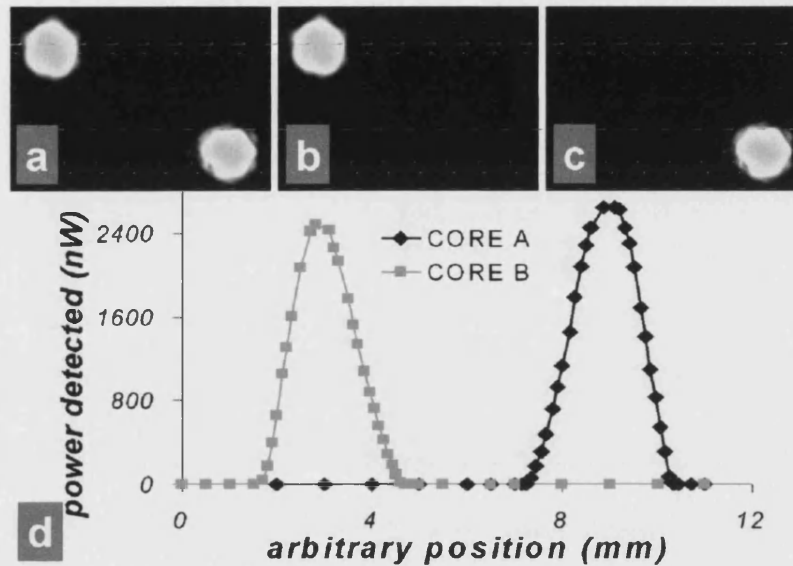 a
b
c
2400
1600
800
0
power detected (nW)
CORE A
CORE B
0
4
8
12
arbitrary position (mm)
d